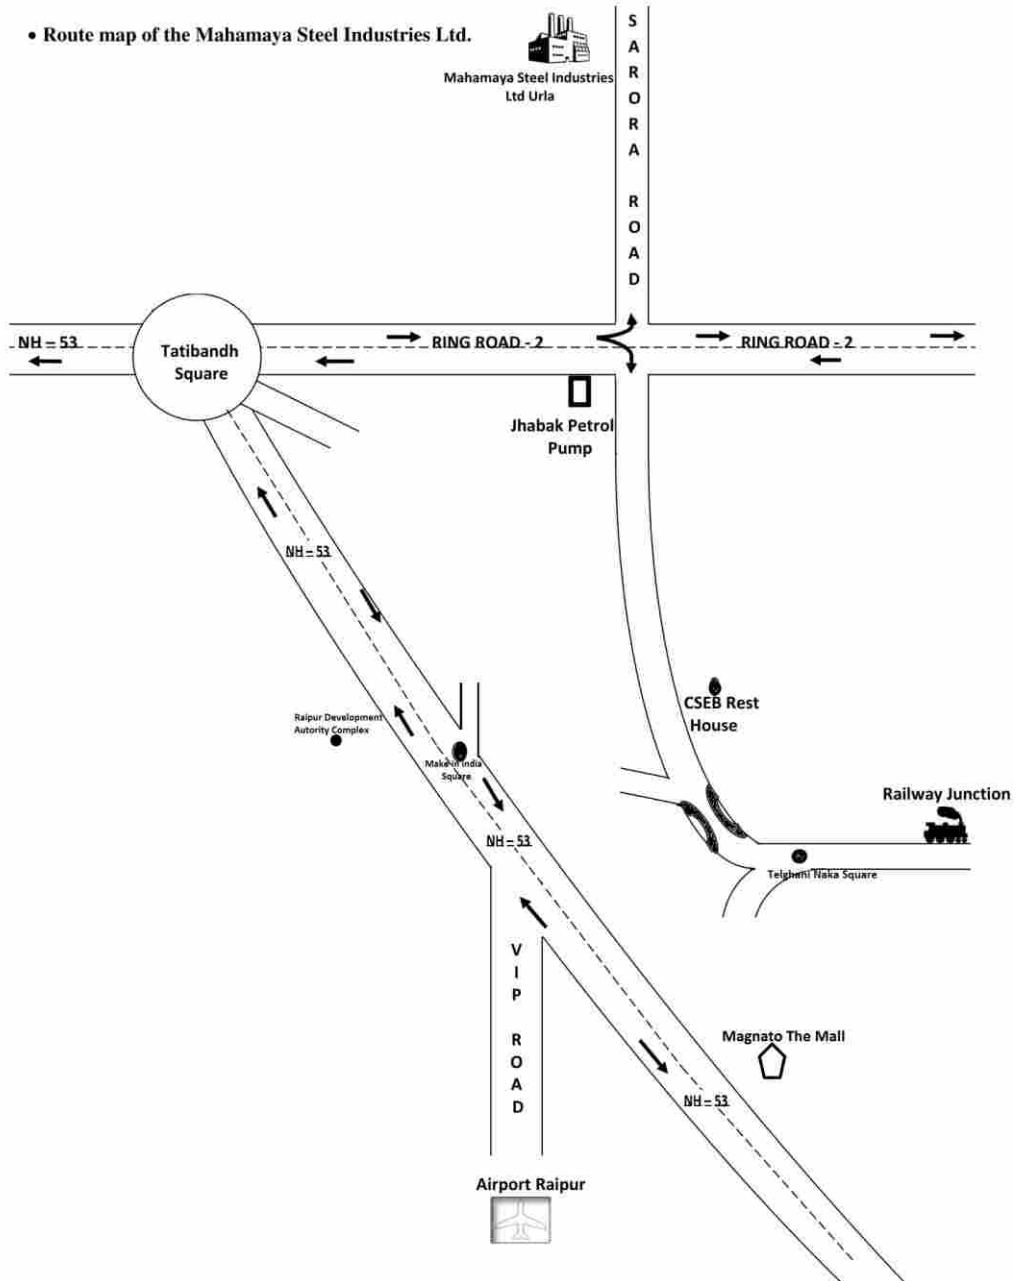 • Route map of the Mahamaya Steel Industries Ltd.
Mahamaya Steel Industries
Ltd Urla
SARORA ROAD
NH – 53
Tatibandh
Square
RING ROAD - 2
RING ROAD - 2
Jhabak Petrol
Pump
NH – 53
CSEB Rest
House
Raipur Development
Autority Complex
Make in India
Square
Railway Junction
NH – 53
Telghani Naka Square
VIP ROAD
Magnato The Mall
NH – 53
Airport Raipur